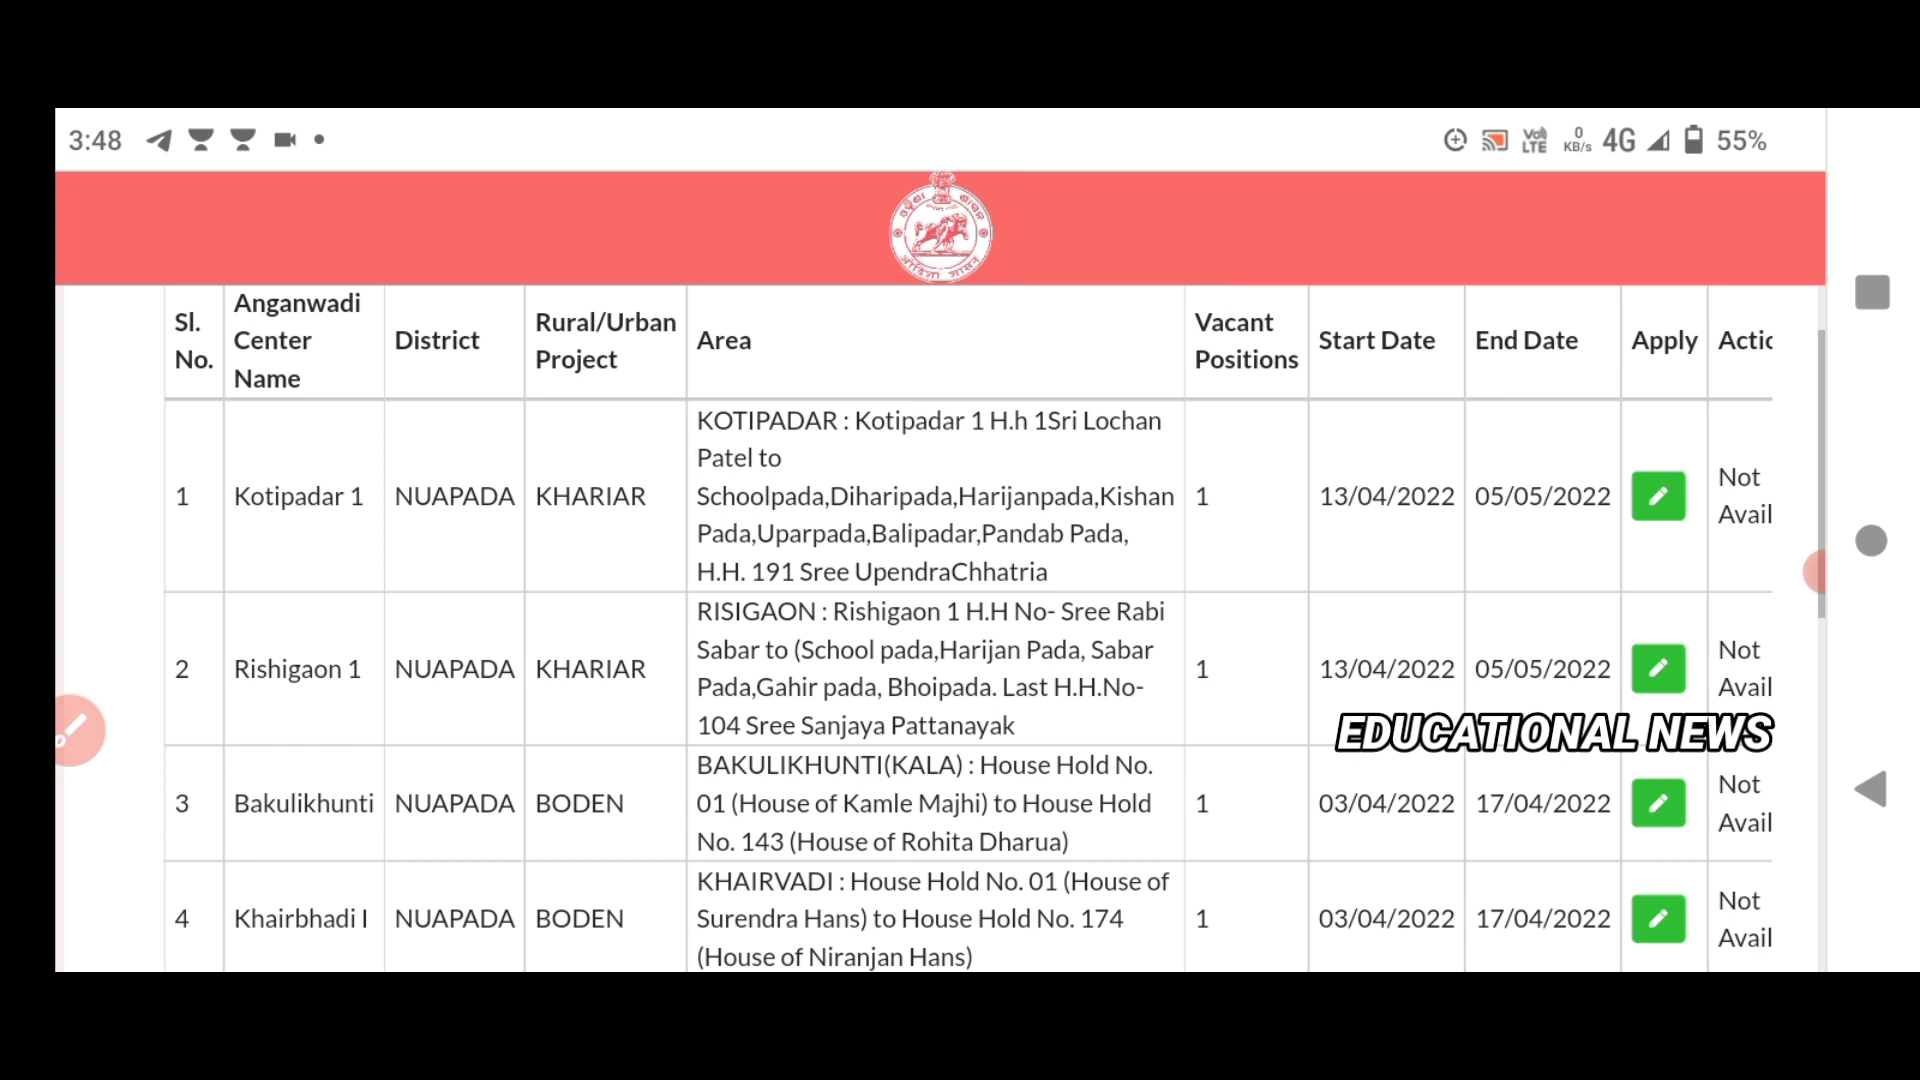 3:48
Vo)
LTE
0
KB/s
4G
55%
Sl.
No.
Anganwadi
Center
Name
District
Rural/Urban
Project
Area
Vacant
Positions
Start Date
End Date
Apply
1
Kotipadar 1
NUAPADA
KHARIAR
KOTIPADAR : Kotipadar 1 H.h 1Sri Lochan
Patel to
Schoolpada,Diharipada,Harijanpada,Kishan
Pada,Uparpada,Balipadar,Pandab Pada,
H.H. 191 Sree UpendraChhatria
1
13/04/2022
05/05/2022
Not
Avail
2
Rishigaon 1
NUAPADA
KHARIAR
RISIGAON : Rishigaon 1 H.H No- Sree Rabi
Sabar to (School pada,Harijan Pada, Sabar
Pada,Gahir pada, Bhoipada. Last H.H.No-
104 Sree Sanjaya Pattanayak
1
13/04/2022
05/05/2022
Not
Avail
EDUCATIONAL NEWS
3
Bakulikhunti
NUAPADA
BODEN
BAKULIKHUNTI(KALA) : House Hold No.
01 (House of Kamle Majhi) to House Hold
No. 143 (House of Rohita Dharua)
1
03/04/2022
17/04/2022
Not
Avail
4
Khairbhadi I
NUAPADA
BODEN
KHAIRVADI : House Hold No. 01 (House of
Surendra Hans) to House Hold No. 174
(House of Niranjan Hans)
1
03/04/2022
17/04/2022
Not
Avail